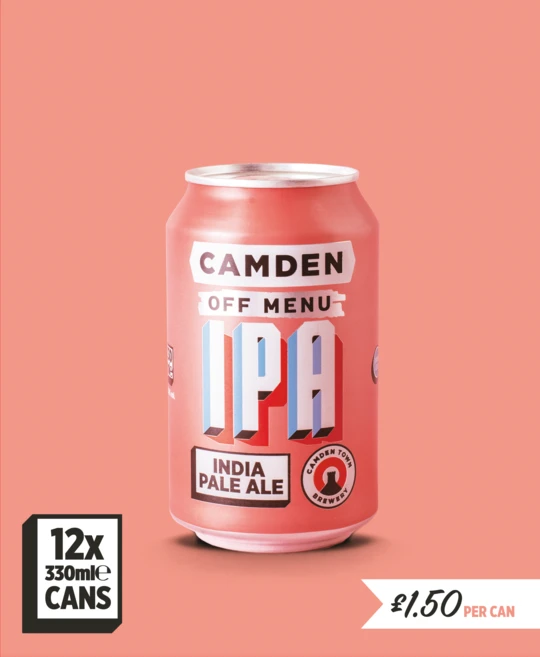 CAMDEN
OFF MENU
IPA
INDIA
PALE ALE
CAMDEN TOWN
BREWERY
12x
330ml℮
CANS
£1.50 PER CAN